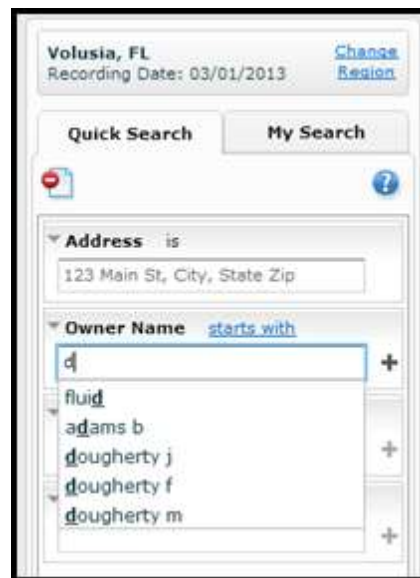 Volusia, FL
Change
Recording Date: 03/01/2013
Region
Quick Search
My Search
Address is
123 Main St, City, State Zip
Owner Name starts with
d
fluid
adams b
dougherty j
dougherty f
dougherty m